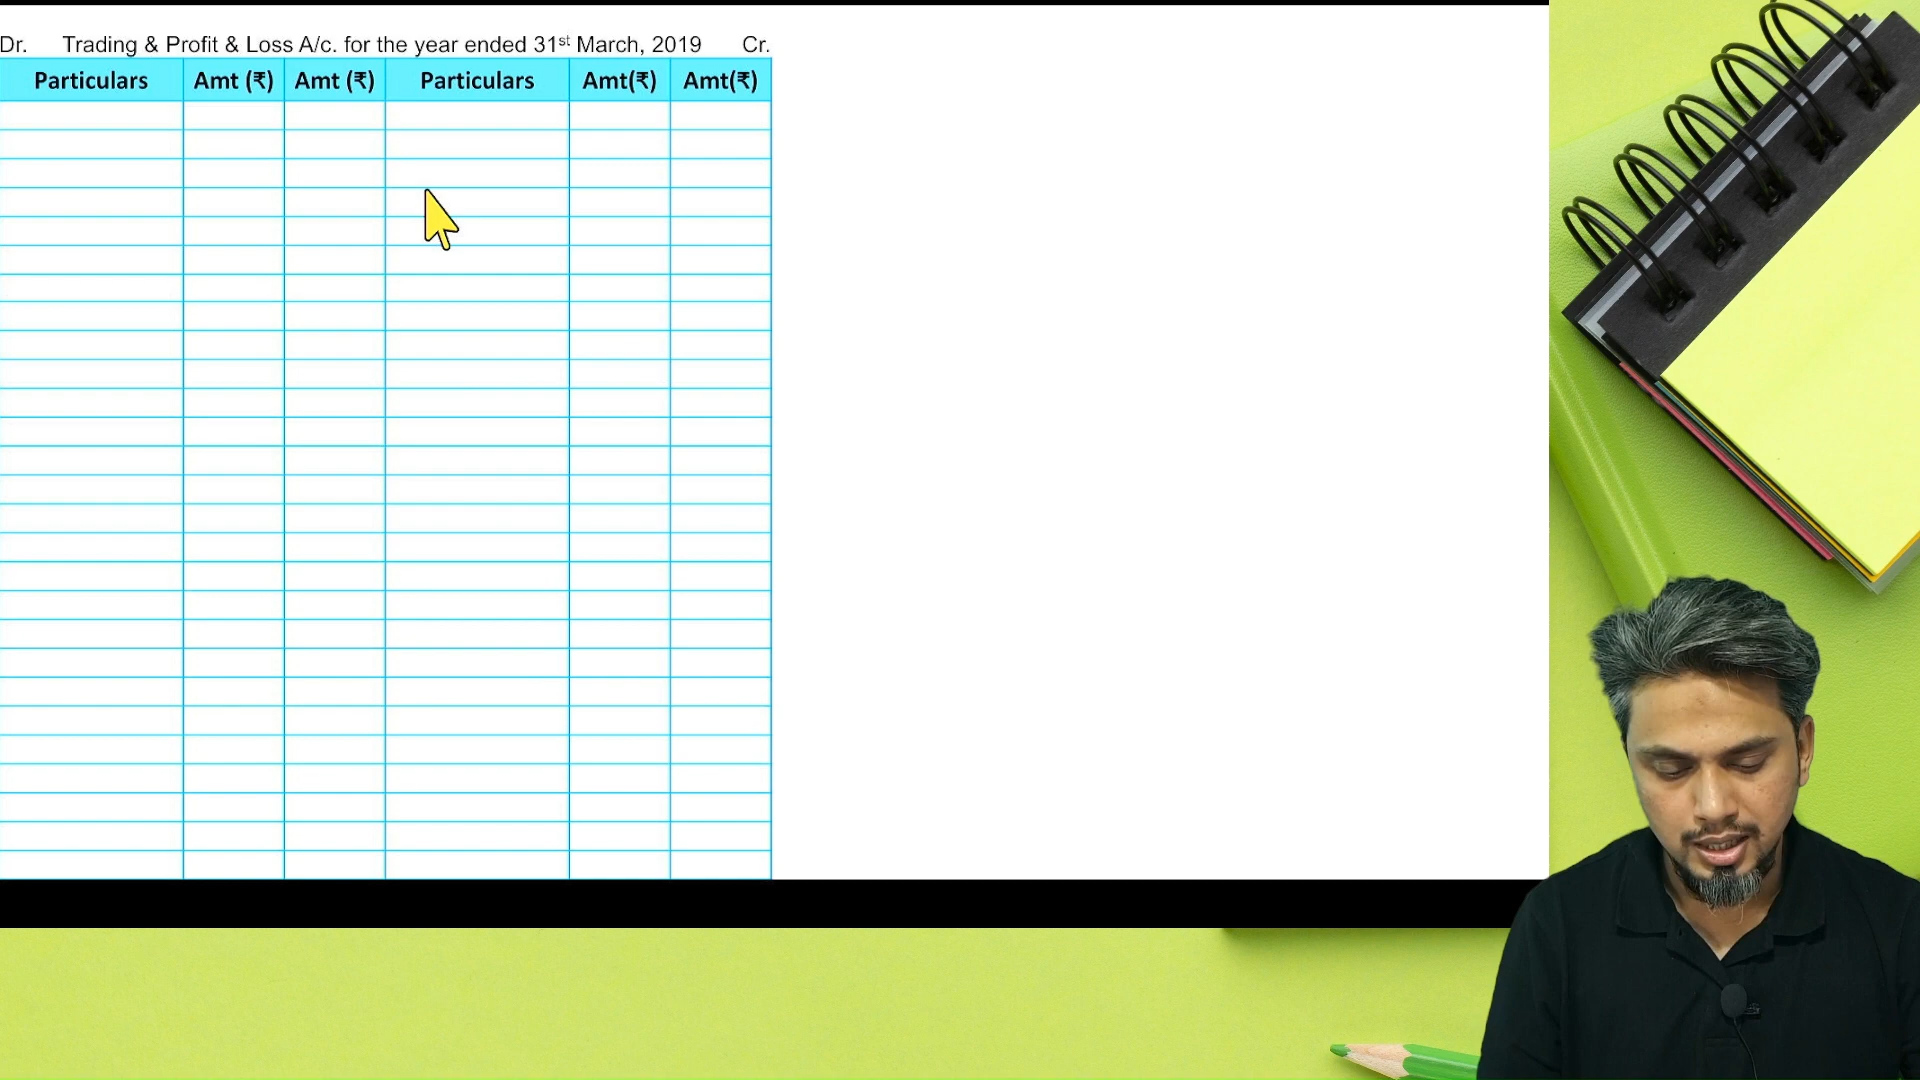 Dr. Trading & Profit & Loss A/c. for the year ended 31st March, 2019 Cr.
Particulars Amt (₹) Amt (₹) Particulars Amt(₹) Amt(₹)